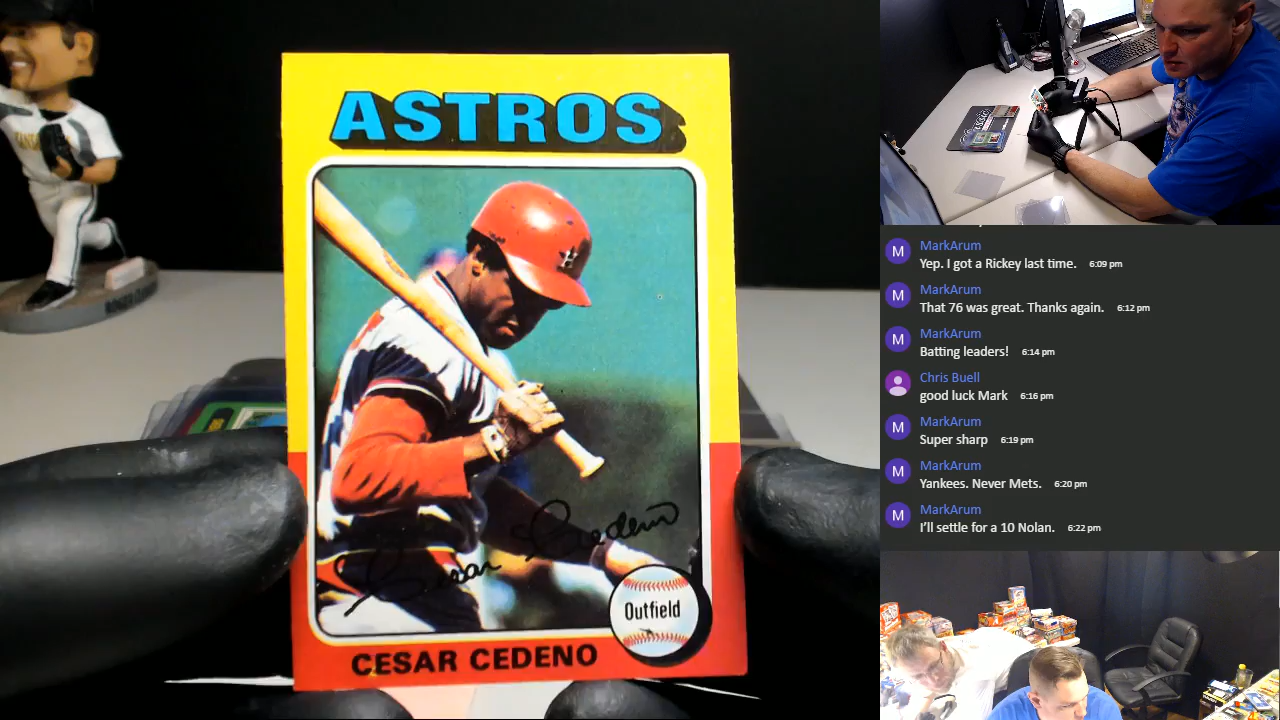 ASTROS
Cesar Cedeno
Outfield
CESAR CEDENO
MarkArum
Yep. I got a Rickey last time. 6:09 pm
MarkArum
That 76 was great. Thanks again. 6:12 pm
MarkArum
Batting leaders! 6:14 pm
Chris Buell
good luck Mark 6:16 pm
MarkArum
Super sharp 6:19 pm
MarkArum
Yankees. Never Mets. 6:20 pm
MarkArum
I'll settle for a 10 Nolan. 6:22 pm
M
M
M
M
M
M